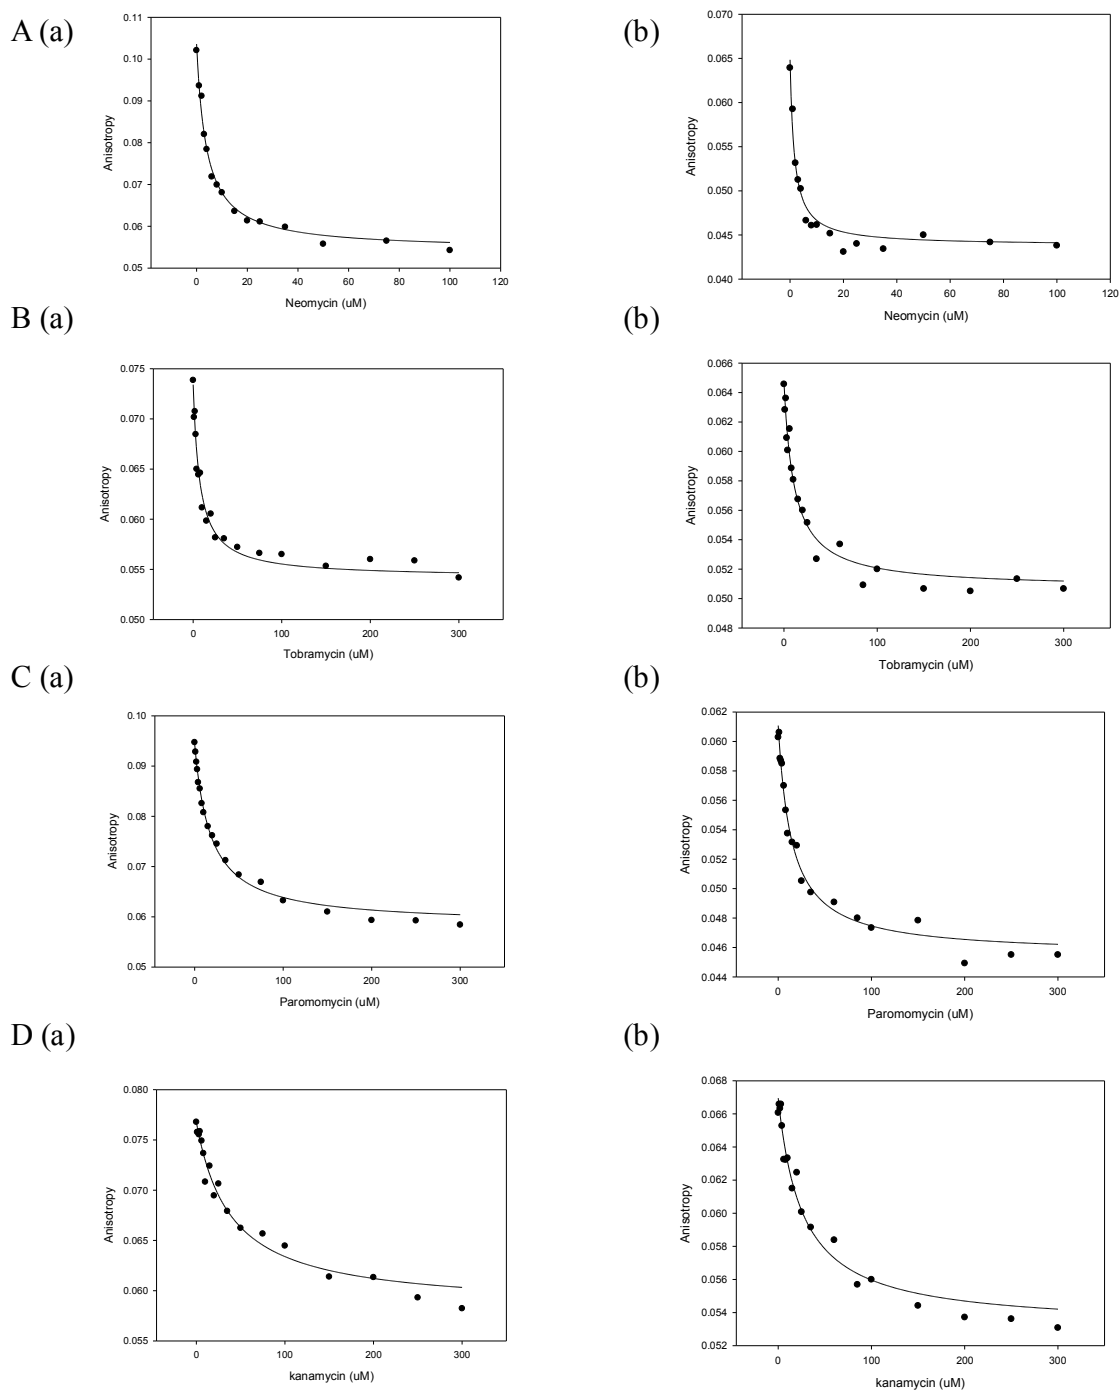 A (a)
0.11
0.10
0.09
0.08
0.07
0.06
0.05
Anisotropy
0 20 40 60 80 100 120
Neomycin (uM)
(b)
0.070
0.065
0.060
0.055
0.050
0.045
0.040
Anisotropy
0 20 40 60 80 100 120
Neomycin (uM)
B (a)
0.075
0.070
0.065
0.060
0.055
0.050
Anisotropy
0 100 200 300
Tobramycin (uM)
(b)
0.066
0.064
0.062
0.060
0.058
0.056
0.054
0.052
0.050
0.048
Anisotropy
0 100 200 300
Tobramycin (uM)
C (a)
0.10
0.09
0.08
0.07
0.06
0.05
Anisotropy
0 100 200 300
Paromomycin (uM)
(b)
0.062
0.060
0.058
0.056
0.054
0.052
0.050
0.048
0.046
0.044
Anisotropy
0 100 200 300
Paromomycin (uM)
D (a)
0.080
0.075
0.070
0.065
0.060
0.055
Anisotropy
0 100 200 300
kanamycin (uM)
(b)
0.068
0.066
0.064
0.062
0.060
0.058
0.056
0.054
0.052
Anisotropy
0 100 200 300
kanamycin (uM)